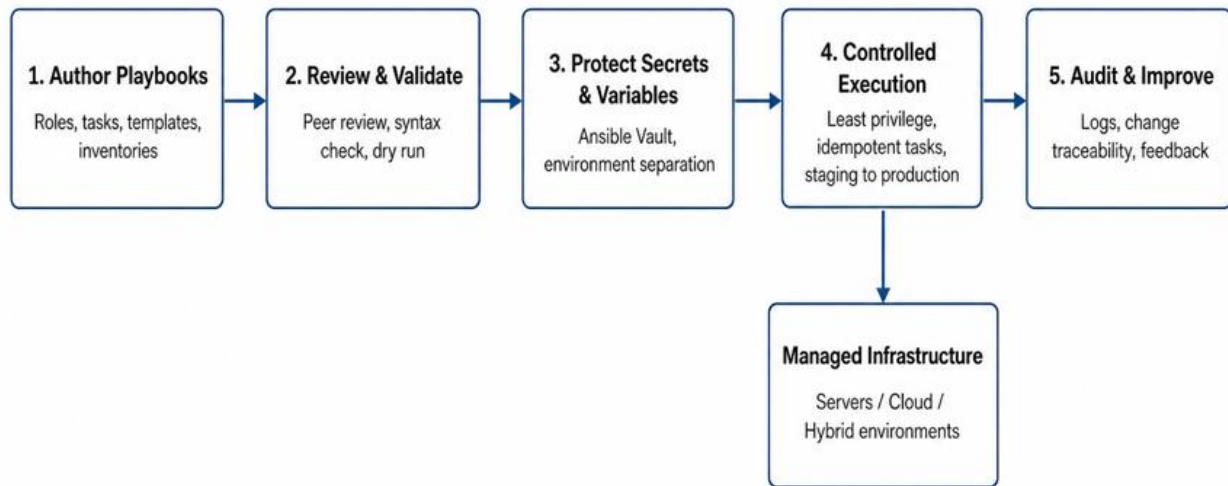 1. Author Playbooks
Roles, tasks, templates,
inventories
2. Review & Validate
Peer review, syntax
check, dry run
3. Protect Secrets
& Variables
Ansible Vault,
environment separation
4. Controlled
Execution
Least privilege,
idempotent tasks,
staging to production
5. Audit & Improve
Logs, change
traceability, feedback
Managed Infrastructure
Servers / Cloud /
Hybrid environments